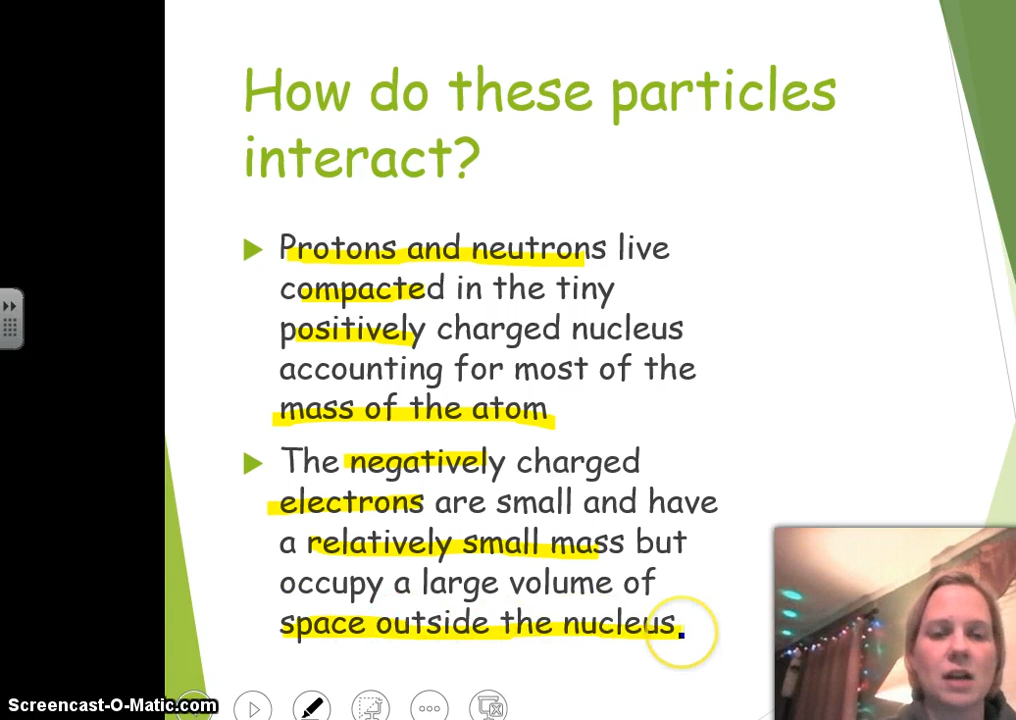 How do these particles
interact?
Protons and neutrons live
compacted in the tiny
positively charged nucleus
accounting for most of the
mass of the atom
The negatively charged
electrons are small and have
a relatively small mass but
occupy a large volume of
space outside the nucleus.
Screencast-O-Matic.com